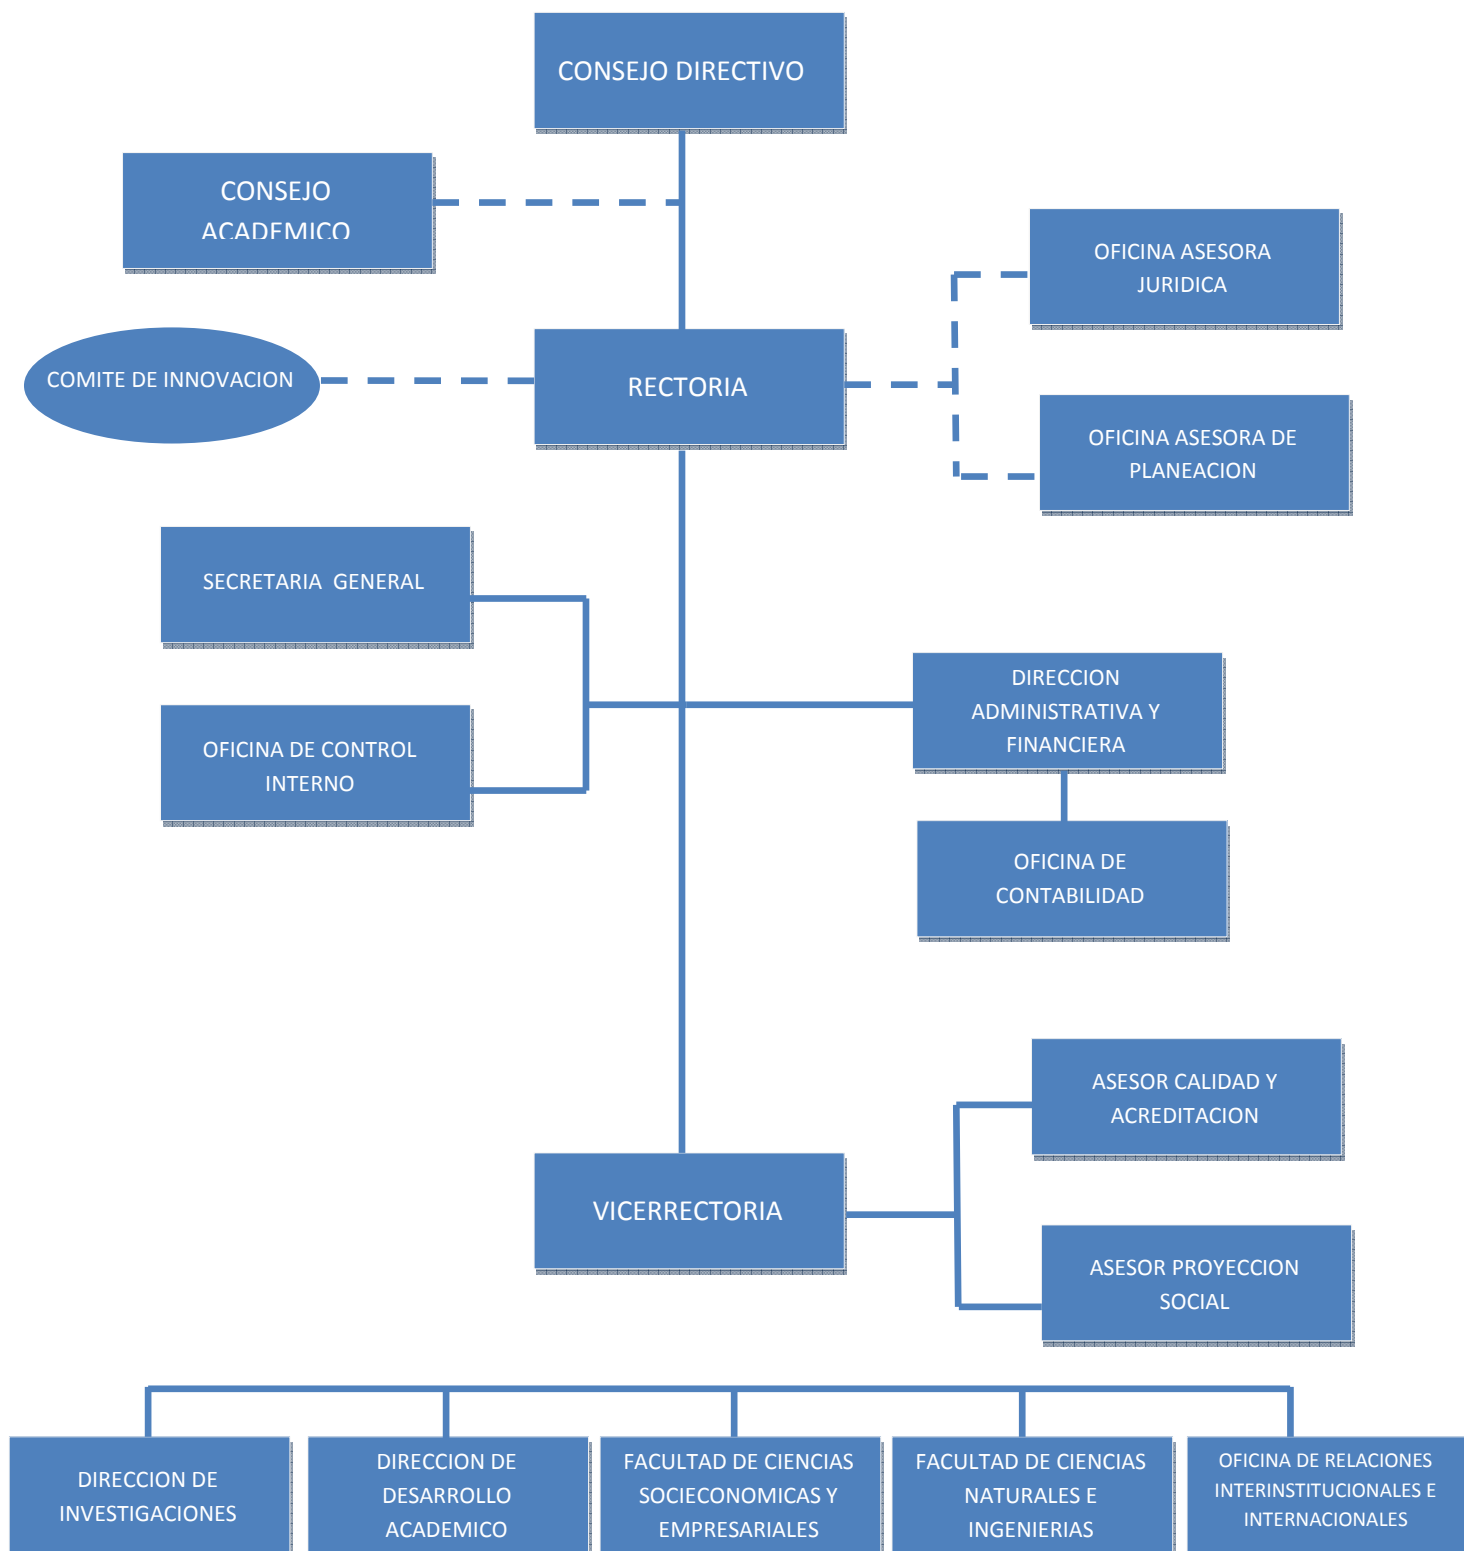 CONSEJO DIRECTIVO
CONSEJO
ACADEMICO
OFICINA ASESORA
JURIDICA
COMITE DE INNOVACION
RECTORIA
OFICINA ASESORA DE
PLANEACION
SECRETARIA GENERAL
DIRECCION
ADMINISTRATIVA Y
FINANCIERA
OFICINA DE CONTROL
INTERNO
OFICINA DE
CONTABILIDAD
ASESOR CALIDAD Y
ACREDITACION
VICERRECTORIA
ASESOR PROYECCION
SOCIAL
DIRECCION DE
INVESTIGACIONES
DIRECCION DE
DESARROLLO
ACADEMICO
FACULTAD DE CIENCIAS
SOCIECONOMICAS Y
EMPRESARIALES
FACULTAD DE CIENCIAS
NATURALES E
INGENIERIAS
OFICINA DE RELACIONES
INTERINSTITUCIONALES E
INTERNACIONALES